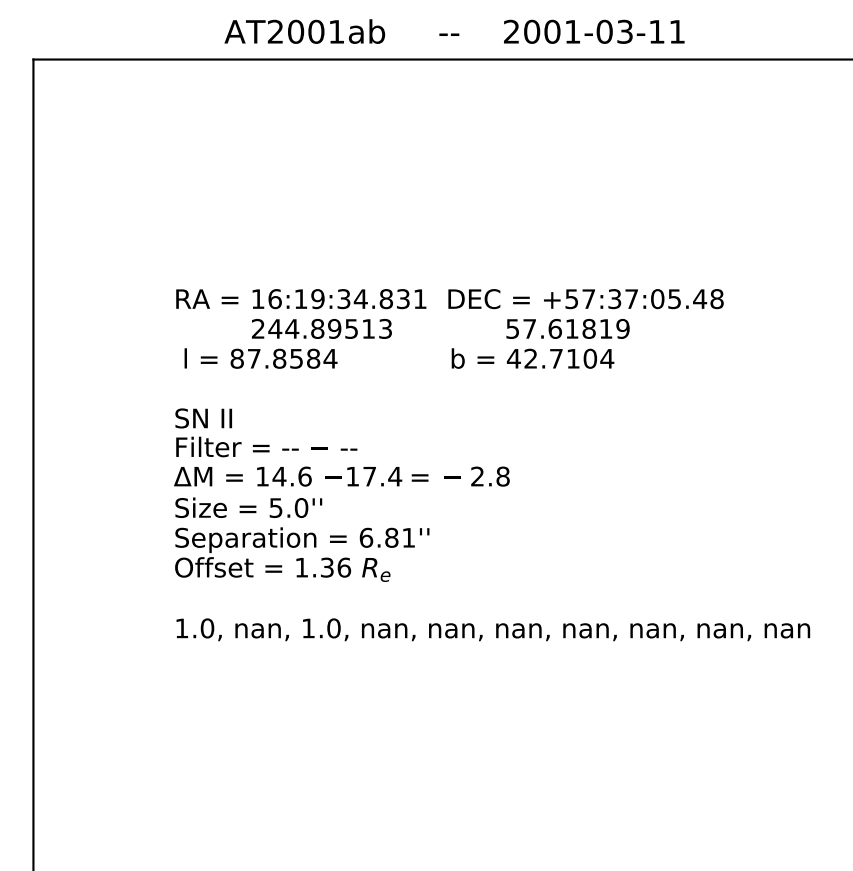 AT2001ab -- 2001-03-11
RA = 16:19:34.831 DEC = +57:37:05.48
244.89513 57.61819
l = 87.8584 b = 42.7104
SN II
Filter = -- − --
ΔM = 14.6 −17.4 = − 2.8
Size = 5.0''
Separation = 6.81''
Offset = 1.36 Rₑ
1.0, nan, 1.0, nan, nan, nan, nan, nan, nan, nan